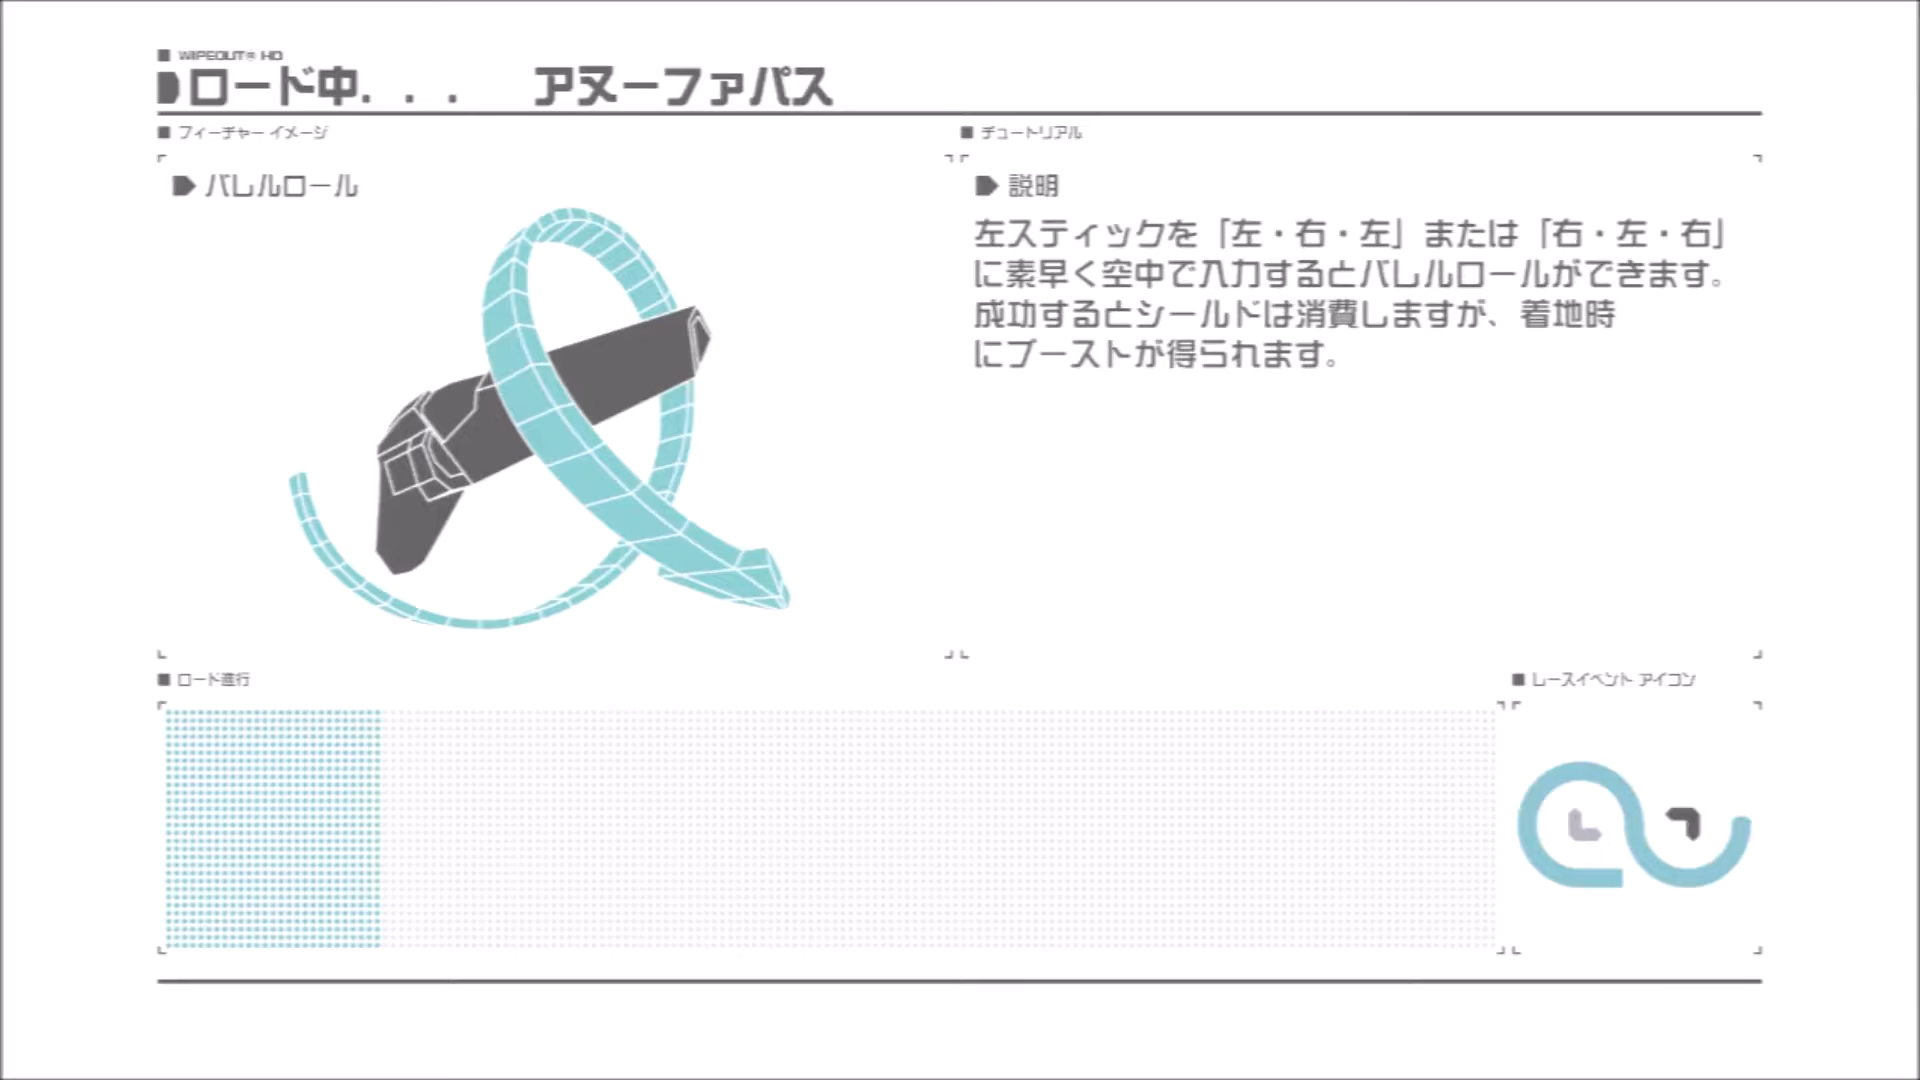 WIPEOUT® HD
ロード中. . . アヌーファパス
フィーチャー イメージ
チュートリアル
バレルロール
説明
左スティックを「左・右・左」または「右・左・右」
に素早く空中で入力するとバレルロールができます。
成功するとシールドは消費しますが、着地時
にブーストが得られます。
ロード進行
レースイベント アイコン